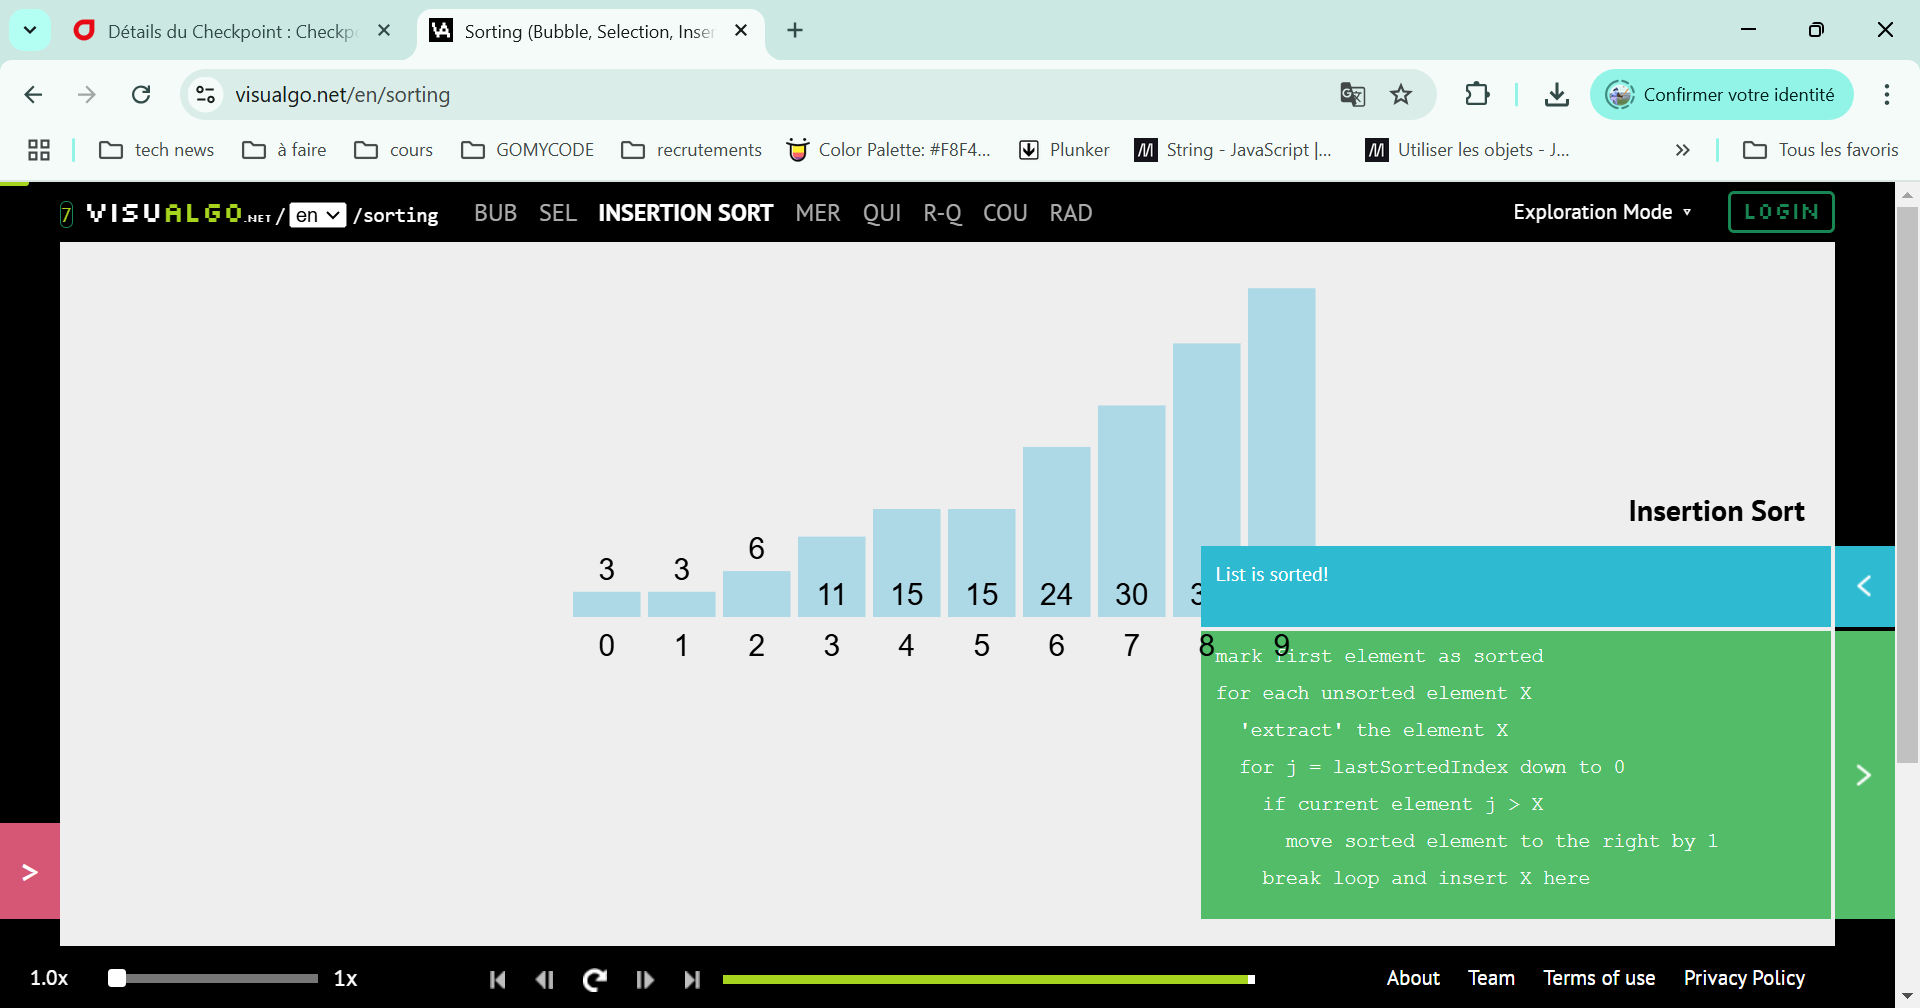 Détails du Checkpoint : Checkp
Sorting (Bubble, Selection, Inser
visualgo.net/en/sorting
Confirmer votre identité
tech news
à faire
cours
GOMYCODE
recrutements
Color Palette: #F8F4...
Plunker
String - JavaScript |...
Utiliser les objets - J...
Tous les favoris
7 VISUALGO.NET / en /sorting
BUB SEL INSERTION SORT MER QUI R-Q COU RAD
Exploration Mode
LOGIN
3 3 6 11 15 15 24 30
0 1 2 3 4 5 6 7 8 9
Insertion Sort
List is sorted!
mark first element as sorted
for each unsorted element X
'extract' the element X
for j = lastSortedIndex down to 0
if current element j > X
move sorted element to the right by 1
break loop and insert X here
1.0x
1x
About
Team
Terms of use
Privacy Policy